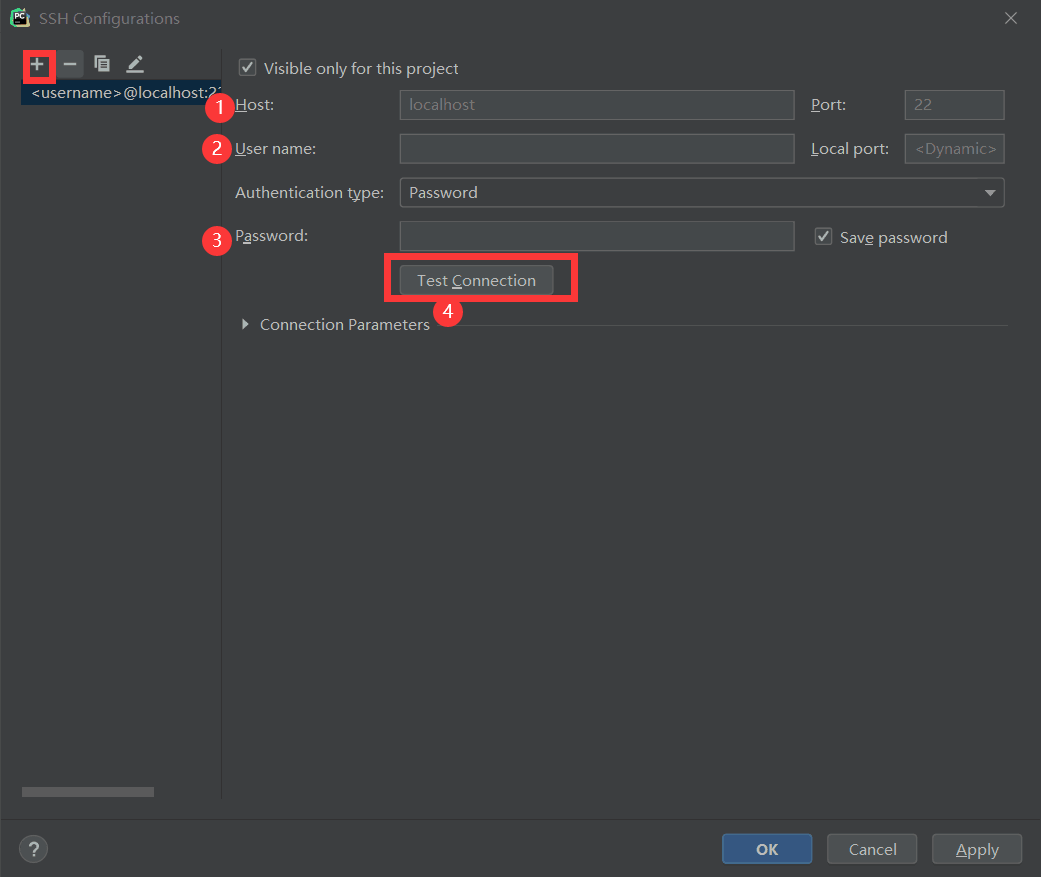 PC SSH Configurations
Visible only for this project
<username>@localhost:2
1 Host: localhost Port: 22
2 User name: Local port: <Dynamic>
Authentication type: Password
3 Password: Save password
Test Connection
4
Connection Parameters
? OK Cancel Apply